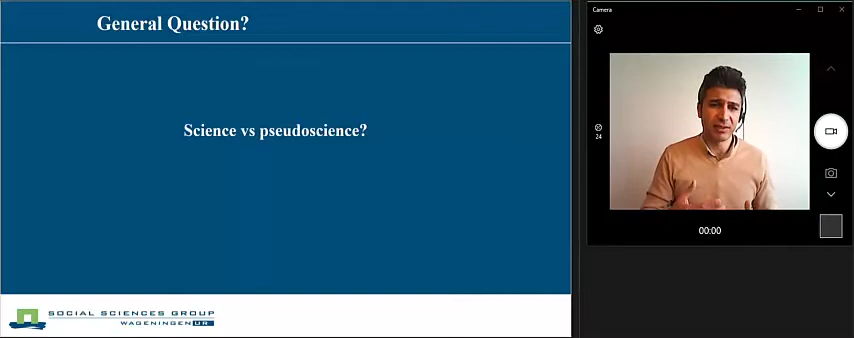 General Question?
Science vs pseudoscience?
SOCIAL SCIENCES GROUP
WAGENINGEN UR
Camera
24
00:00